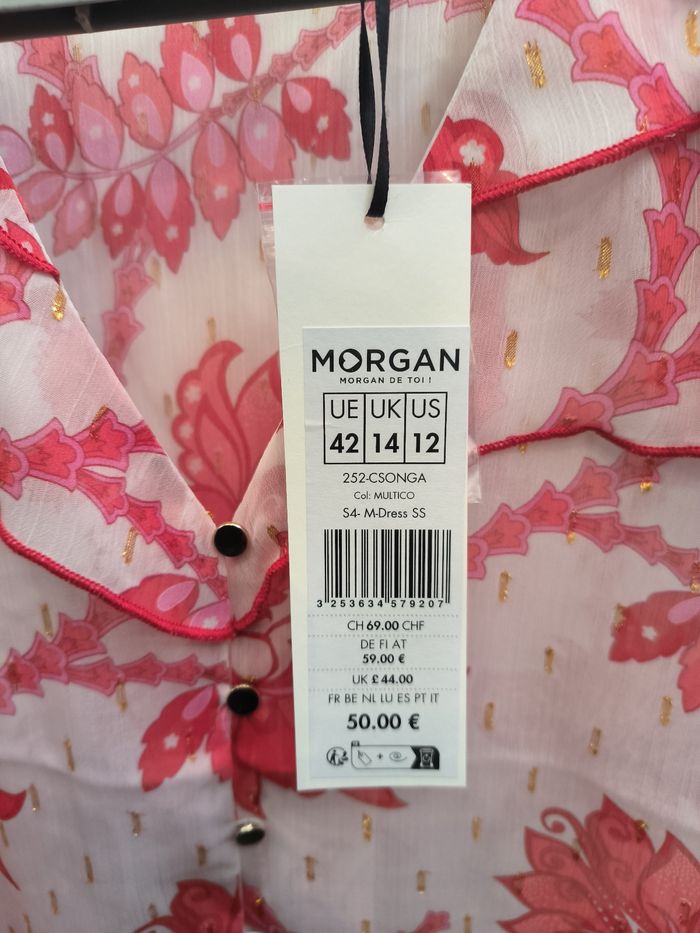 MORGAN
MORGAN DE TOI !
UE UK US
42 14 12
252-CSONGA
Col: MULTICO
S4- M-Dress SS
3 253634 579207
CH 69.00 CHF
DE FI AT
59.00 €
UK £ 44.00
FR BE NL LU ES PT IT
50.00 €
+